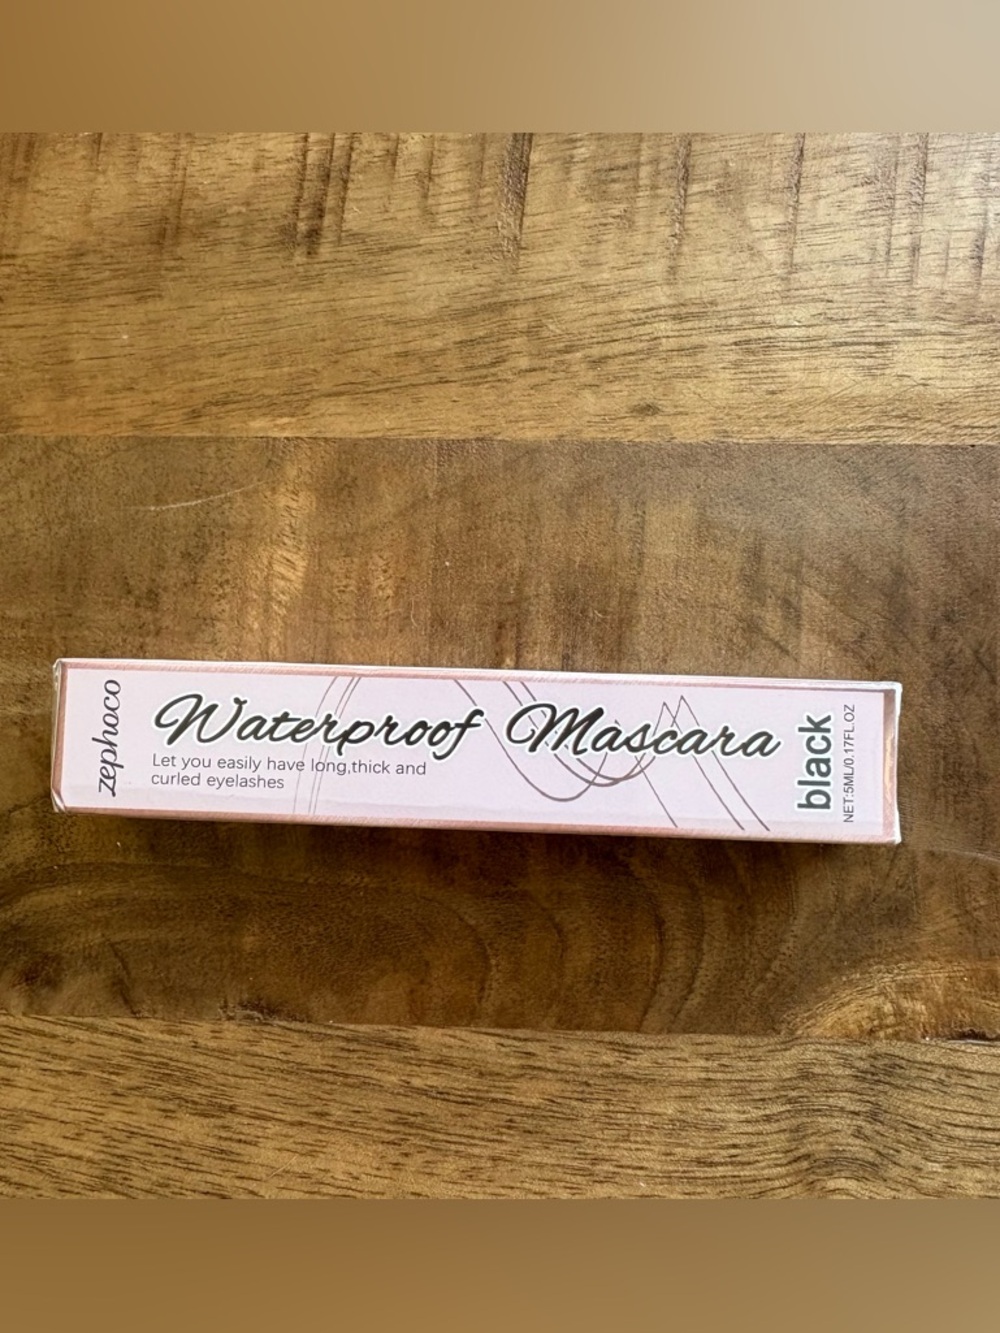 zephoco
Waterproof Mascara
Let you easily have long,thick and
curled eyelashes
black
NET:5ML/0.17FL.OZ